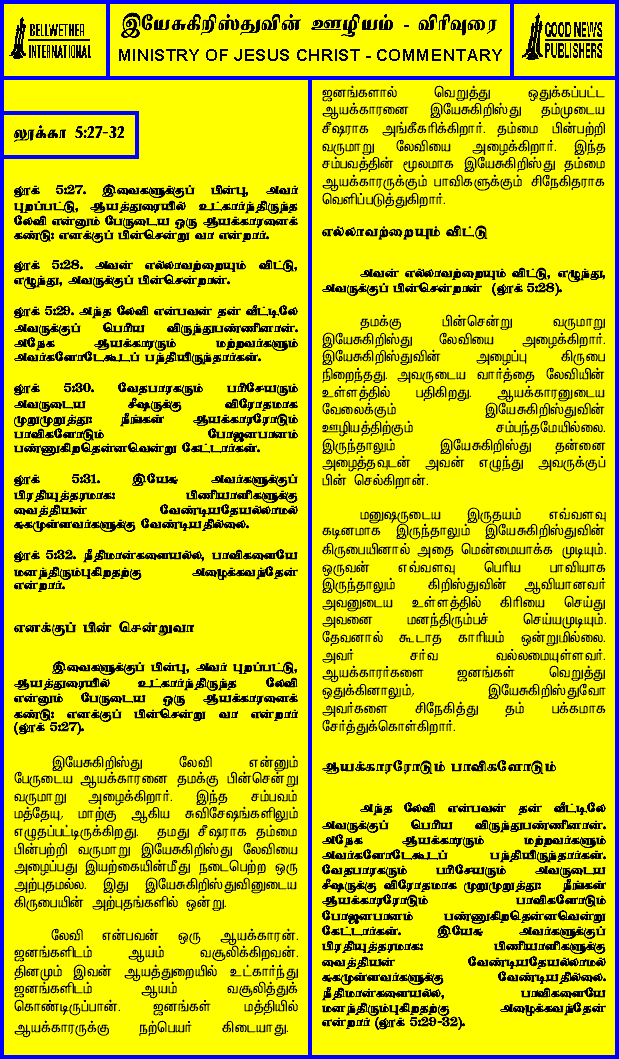 BELLWETHER
INTERNATIONAL
இயேசுகிறிஸ்துவின் ஊழியம் - விரிவுரை
MINISTRY OF JESUS CHRIST - COMMENTARY
GOOD NEWS
PUBLISHERS
லூக்கா 5:27-32
லூக் 5:27. இவைகளுக்குப் பின்பு, அவர்
புறப்பட்டு, ஆயத்துறையில் உட்கார்ந்திருந்த
லேவி என்னும் பேருடைய ஒரு ஆயக்காரனைக்
கண்டு: எனக்குப் பின்சென்று வா என்றார்.
லூக் 5:28. அவன் எல்லாவற்றையும் விட்டு,
எழுந்து, அவருக்குப் பின்சென்றான்.
லூக் 5:29. அந்த லேவி என்பவன் தன் வீட்டிலே
அவருக்குப் பெரிய விருந்துபண்ணினான்.
அநேக ஆயக்காரரும் மற்றவர்களும்
அவர்களோடேகூடப் பந்தியிருந்தார்கள்.
லூக் 5:30. வேதபாரகரும் பரிசேயரும்
அவருடைய சீஷருக்கு விரோதமாக
முறுமுறுத்து: நீங்கள் ஆயக்காரரோடும்
பாவிகளோடும் போஜனபானம்
பண்ணுகிறதென்னவென்று கேட்டார்கள்.
லூக் 5:31. இயேசு அவர்களுக்குப்
பிரதியுத்தரமாக: பிணியாளிகளுக்கு
வைத்தியன் வேண்டியதேயல்லாமல்
சுகமுள்ளவர்களுக்கு வேண்டியதில்லை.
லூக் 5:32. நீதிமான்களையல்ல, பாவிகளையே
மனந்திரும்புகிறதற்கு அழைக்கவந்தேன்
என்றார்.
எனக்குப் பின் சென்றுவா
இவைகளுக்குப் பின்பு, அவர் புறப்பட்டு,
ஆயத்துறையில் உட்கார்ந்திருந்த லேவி
என்னும் பேருடைய ஒரு ஆயக்காரனைக்
கண்டு: எனக்குப் பின்சென்று வா என்றார்
(லூக் 5:27).
இயேசுகிறிஸ்து லேவி என்னும்
பேருடைய ஆயக்காரனை தமக்கு பின்சென்று
வருமாறு அழைக்கிறார். இந்த சம்பவம்
மத்தேயு, மாற்கு ஆகிய சுவிசேஷங்களிலும்
எழுதப்பட்டிருக்கிறது. தமது சீஷராக தம்மை
பின்பற்றி வருமாறு இயேசுகிறிஸ்து லேவியை
அழைப்பது இயற்கையின்மீது நடைபெற்ற ஒரு
அற்புதமல்ல. இது இயேசுகிறிஸ்துவினுடைய
கிருபையின் அற்புதங்களில் ஒன்று.
லேவி என்பவன் ஒரு ஆயக்காரன்.
ஜனங்களிடம் ஆயம் வசூலிக்கிறவன்.
தினமும் இவன் ஆயத்துறையில் உட்கார்ந்து
ஜனங்களிடம் ஆயம் வசூலித்துக்
கொண்டிருப்பான். ஜனங்கள் மத்தியில்
ஆயக்காரருக்கு நற்பெயர் கிடையாது.
ஜனங்களால் வெறுத்து ஒதுக்கப்பட்ட
ஆயக்காரனை இயேசுகிறிஸ்து தம்முடைய
சீஷராக அங்கீகரிக்கிறார். தம்மை பின்பற்றி
வருமாறு லேவியை அழைக்கிறார். இந்த
சம்பவத்தின் மூலமாக இயேசுகிறிஸ்து தம்மை
ஆயக்காரருக்கும் பாவிகளுக்கும் சிநேகிதராக
வெளிப்படுத்துகிறார்.
எல்லாவற்றையும் விட்டு
அவன் எல்லாவற்றையும் விட்டு, எழுந்து,
அவருக்குப் பின்சென்றான் (லூக் 5:28).
தமக்கு பின்சென்று வருமாறு
இயேசுகிறிஸ்து லேவியை அழைக்கிறார்.
இயேசுகிறிஸ்துவின் அழைப்பு கிருபை
நிறைந்தது. அவருடைய வார்த்தை லேவியின்
உள்ளத்தில் பதிகிறது. ஆயக்காரனுடைய
வேலைக்கும் இயேசுகிறிஸ்துவின்
ஊழியத்திற்கும் சம்பந்தமேயில்லை.
இருந்தாலும் இயேசுகிறிஸ்து தன்னை
அழைத்தவுடன் அவன் எழுந்து அவருக்குப்
பின் செல்கிறான்.
மனுஷருடைய இருதயம் எவ்வளவு
கடினமாக இருந்தாலும் இயேசுகிறிஸ்துவின்
கிருபையினால் அதை மென்மையாக்க முடியும்.
ஒருவன் எவ்வளவு பெரிய பாவியாக
இருந்தாலும் கிறிஸ்துவின் ஆவியானவர்
அவனுடைய உள்ளத்தில் கிரியை செய்து
அவனை மனந்திரும்பச் செய்யமுடியும்.
தேவனால் கூடாத காரியம் ஒன்றுமில்லை.
அவர் சர்வ வல்லமையுள்ளவர்.
ஆயக்காரர்களை ஜனங்கள் வெறுத்து
ஒதுக்கினாலும், இயேசுகிறிஸ்துவோ
அவர்களை சிநேகித்து தம் பக்கமாக
சேர்த்துக்கொள்கிறார்.
ஆயக்காரரோடும் பாவிகளோடும்
அந்த லேவி என்பவன் தன் வீட்டிலே
அவருக்குப் பெரிய விருந்துபண்ணினான்.
அநேக ஆயக்காரரும் மற்றவர்களும்
அவர்களோடேகூடப் பந்தியிருந்தார்கள்.
வேதபாரகரும் பரிசேயரும் அவருடைய
சீஷருக்கு விரோதமாக முறுமுறுத்து: நீங்கள்
ஆயக்காரரோடும் பாவிகளோடும்
போஜனபானம் பண்ணுகிறதென்னவென்று
கேட்டார்கள். இயேசு அவர்களுக்குப்
பிரதியுத்தரமாக: பிணியாளிகளுக்கு
வைத்தியன் வேண்டியதேயல்லாமல்
சுகமுள்ளவர்களுக்கு வேண்டியதில்லை.
நீதிமான்களையல்ல, பாவிகளையே
மனந்திரும்புகிறதற்கு அழைக்கவந்தேன்
என்றார் (லூக் 5:29-32).